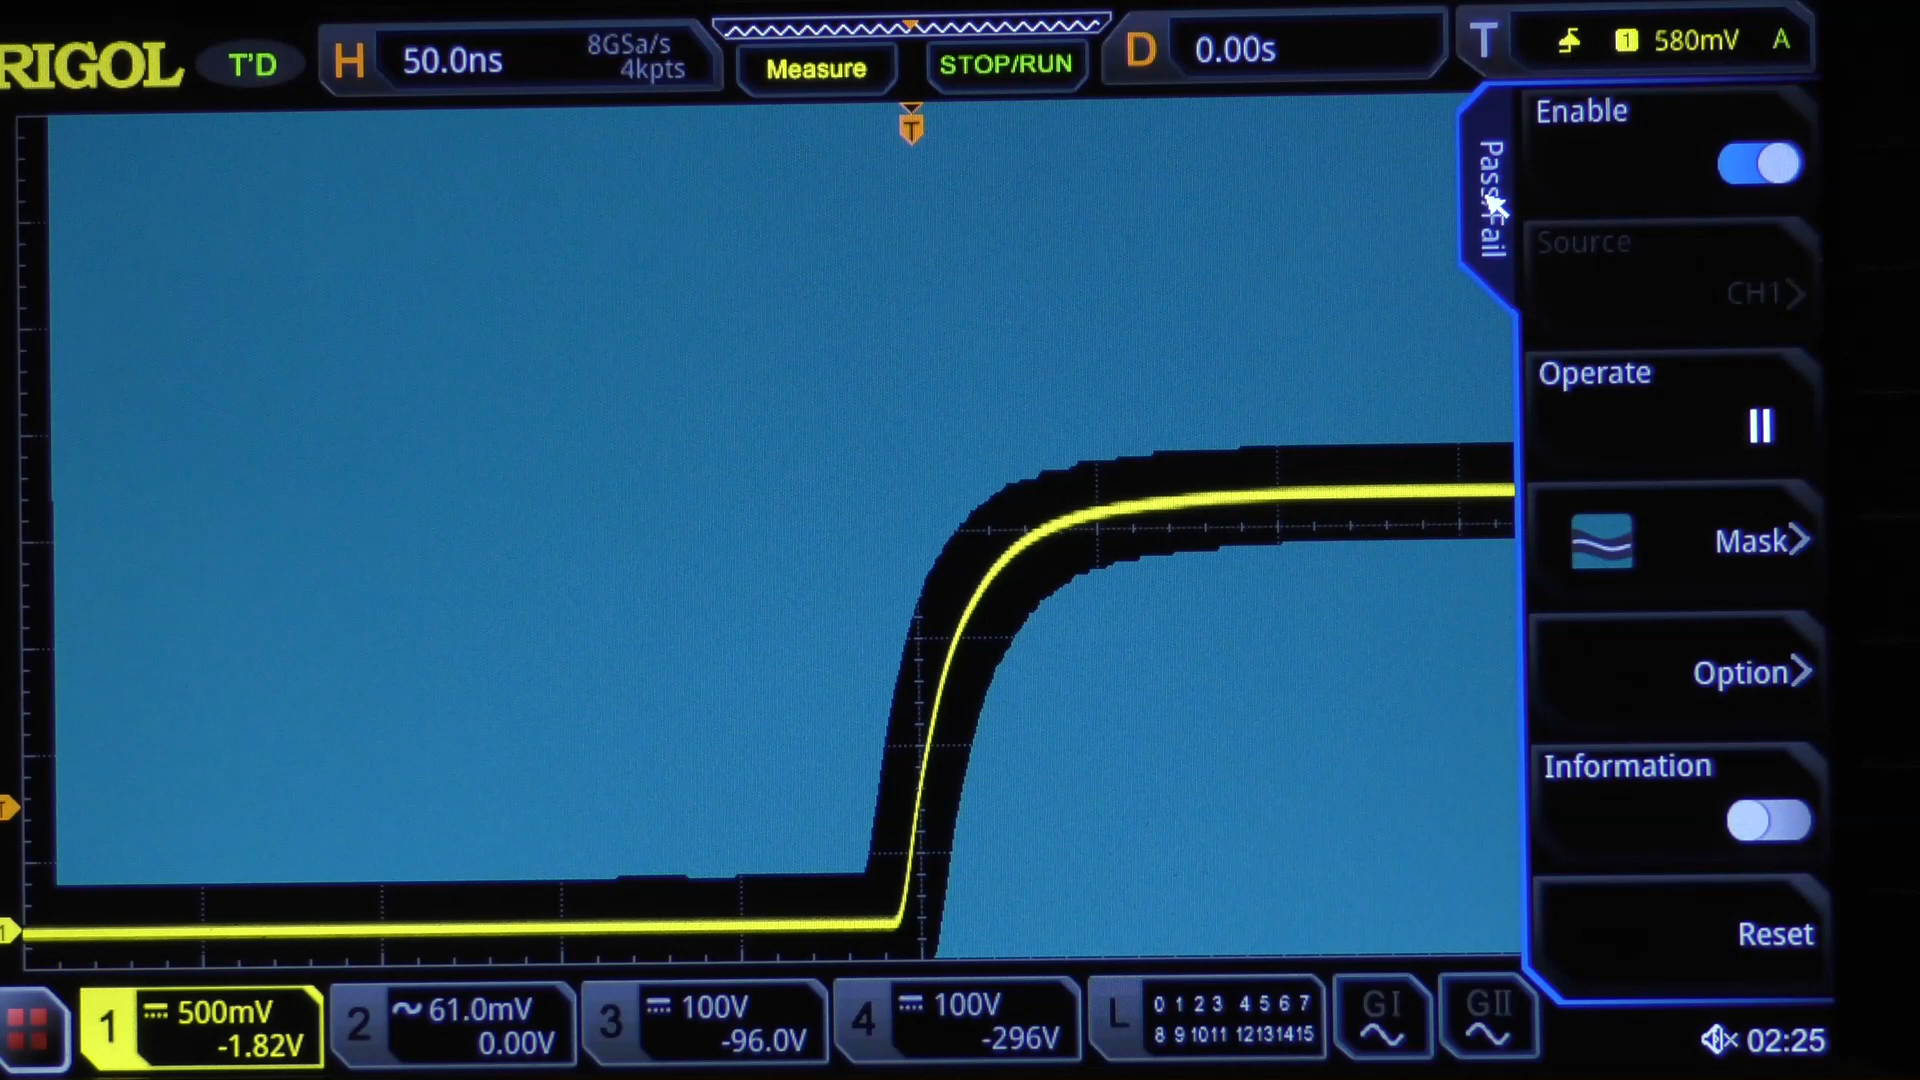 RIGOL T'D H 50.0ns 8GSa/s 4kpts Measure STOP/RUN D 0.00s T 1 580mV A
T
Pass/Fail
Enable
Source
CH1
Operate
Mask
Option
Information
Reset
T
1
1 500mV -1.82V
2 61.0mV 0.00V
3 100V -96.0V
4 100V -296V
L 0 1 2 3 4 5 6 7
8 9 10 11 12 13 14 15
GI
GII
02:25